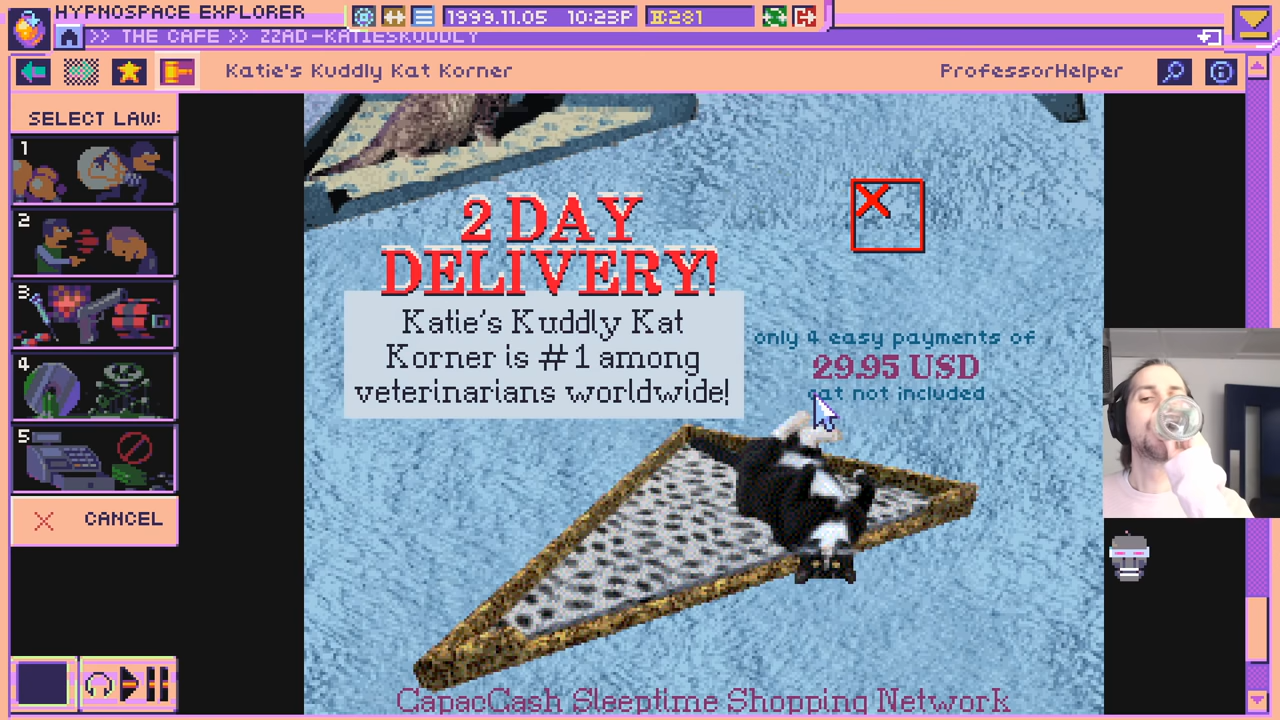 HYPNOSPACE EXPLORER
1999.11.05 10:23P
281
>> THE CAFE >> ZZAD-KATIESKUDDLY
Katie's Kuddly Kat Korner
ProfessorHelper
SELECT LAW:
1
2
3
4
5
CANCEL
2 DAY
DELIVERY!
Katie's Kuddly Kat
Korner is #1 among
veterinarians worldwide!
only 4 easy payments of
29.95 USD
cat not included
CapacCash Sleeptime Shopping Network